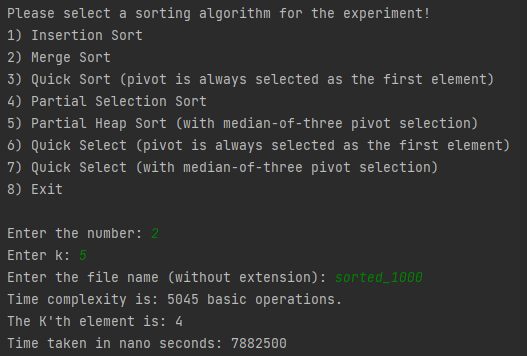 Please select a sorting algorithm for the experiment!
1) Insertion Sort
2) Merge Sort
3) Quick Sort (pivot is always selected as the first element)
4) Partial Selection Sort
5) Partial Heap Sort (with median-of-three pivot selection)
6) Quick Select (pivot is always selected as the first element)
7) Quick Select (with median-of-three pivot selection)
8) Exit
Enter the number: 2
Enter k: 5
Enter the file name (without extension): sorted_1000
Time complexity is: 5045 basic operations.
The K'th element is: 4
Time taken in nano seconds: 7882500